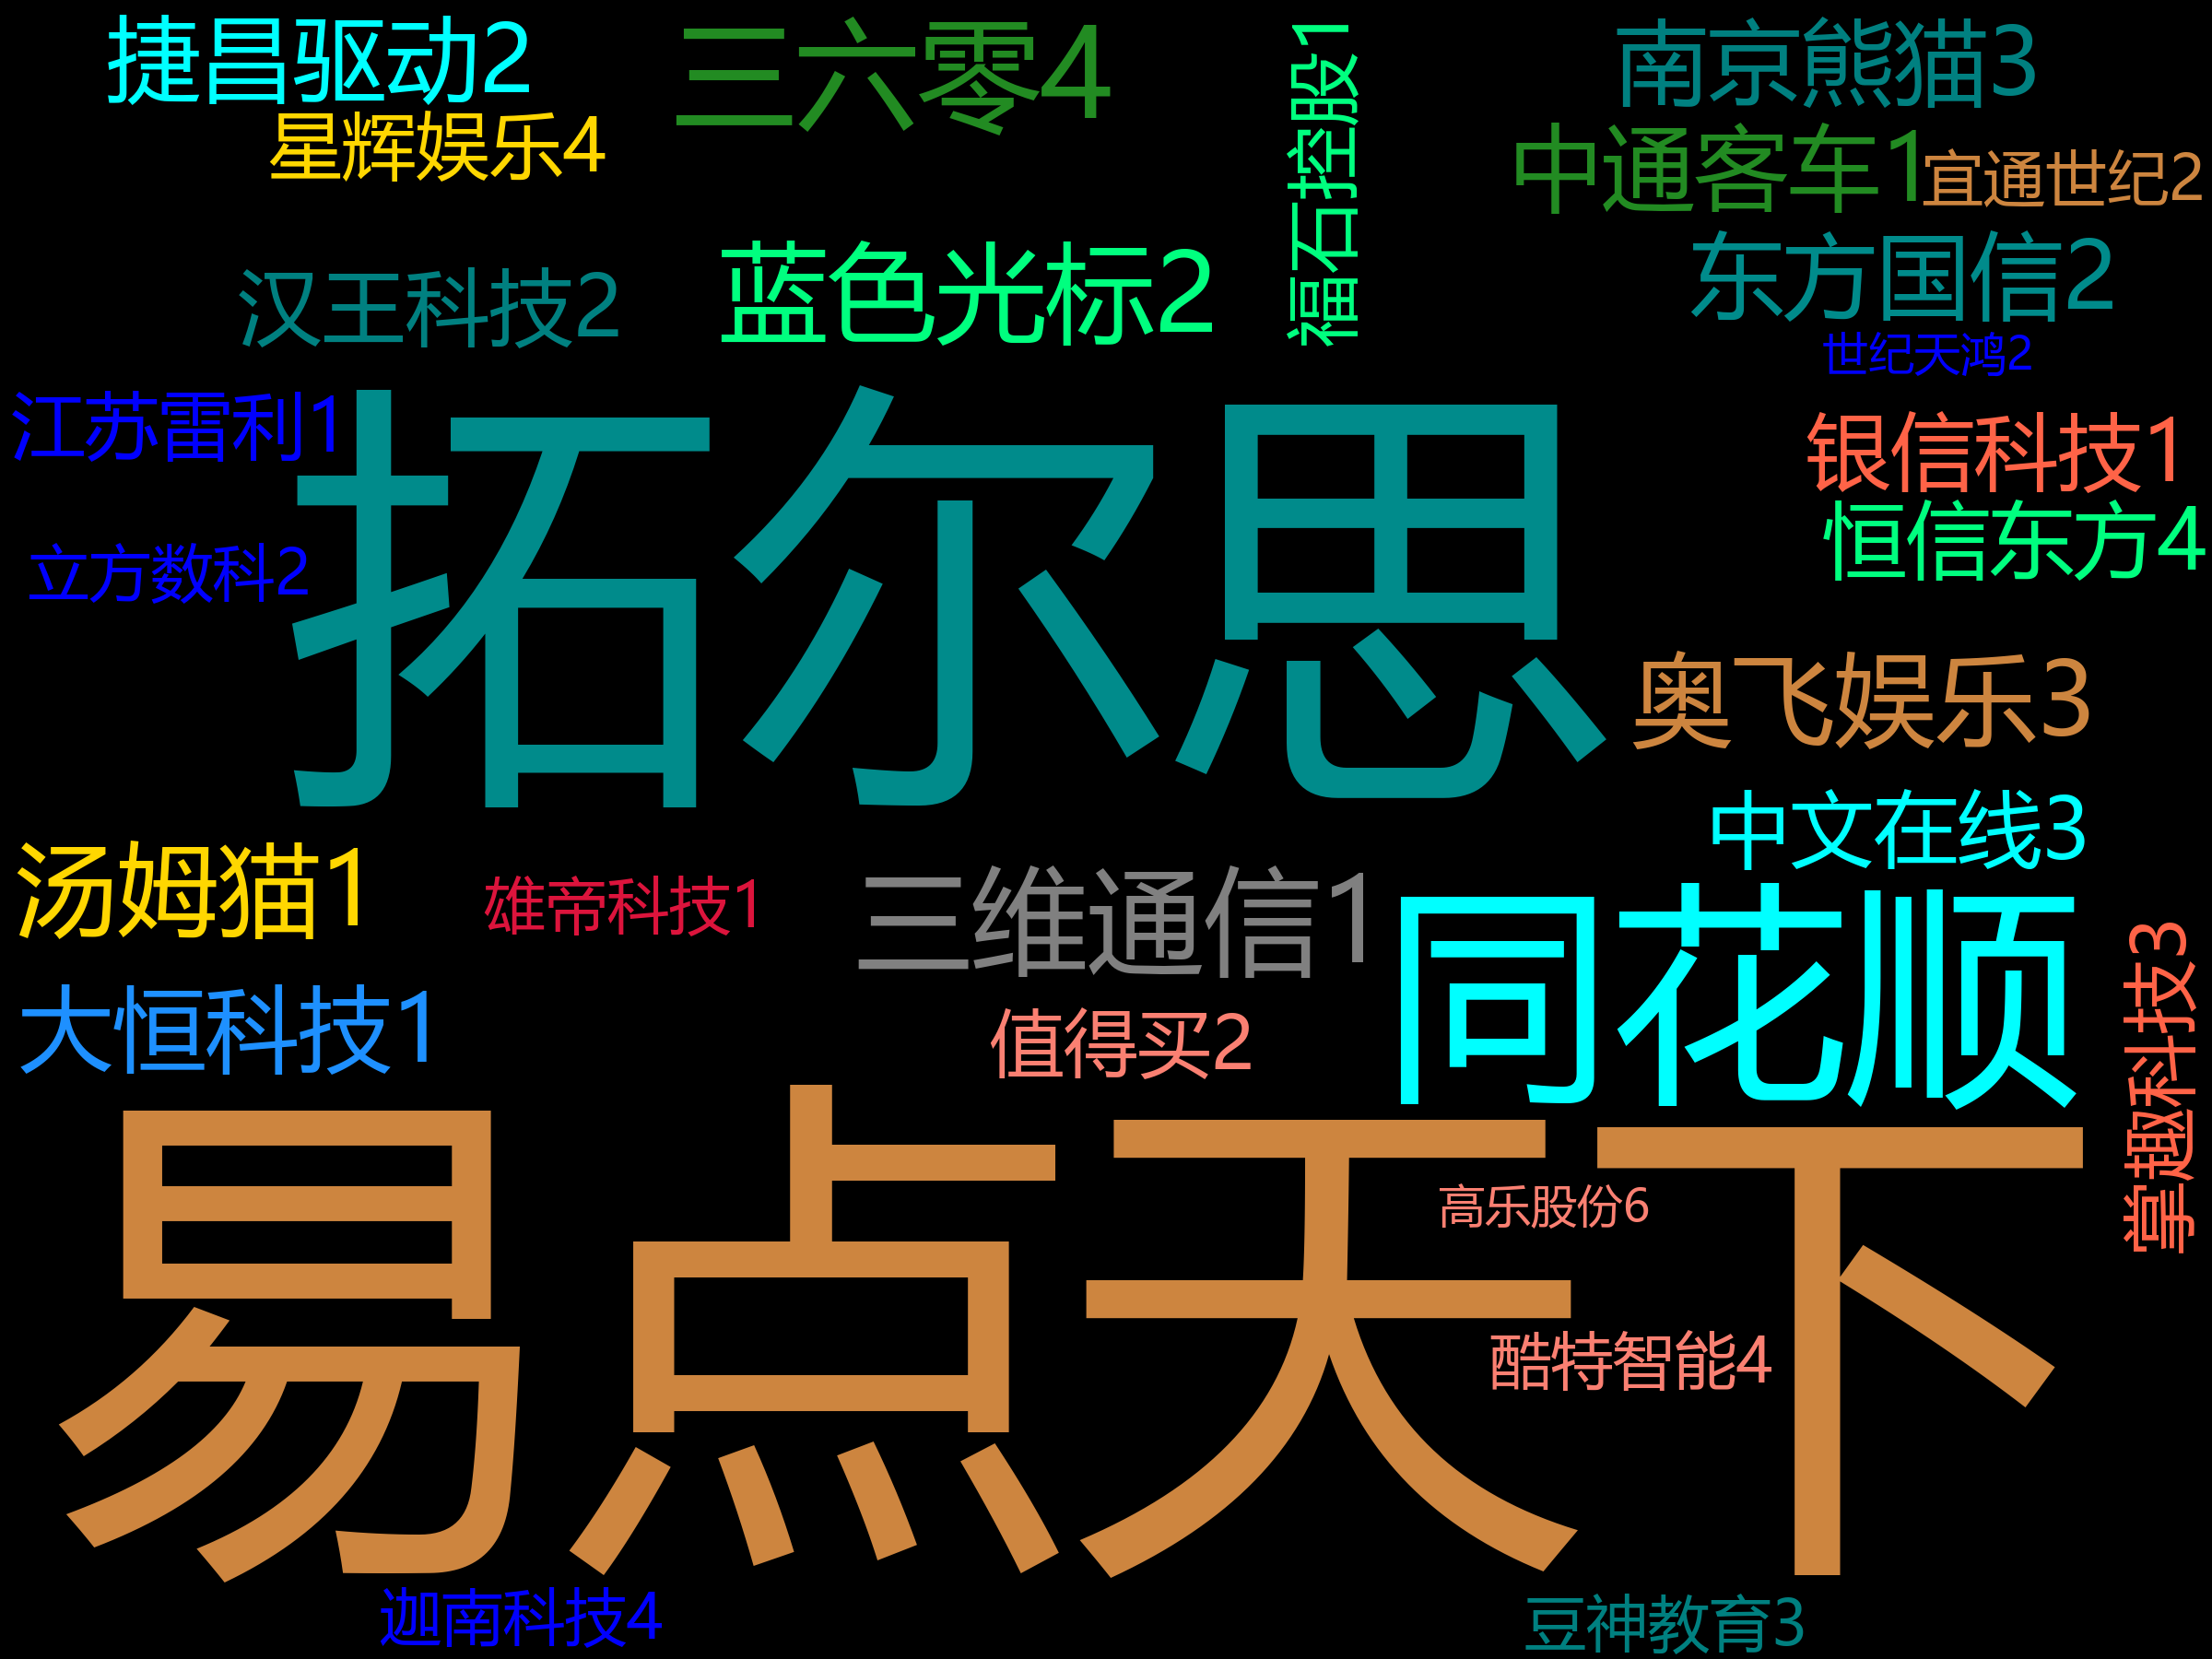 捷昌驱动2
三六零4
福石控股1
南京熊猫3
星辉娱乐4
中通客车1
宜通世纪2
汉王科技2
蓝色光标2
东方国信2
世纪天鸿2
江苏雷利1
拓尔思
银信科技1
恒信东方4
立方数科2
奥飞娱乐3
中文在线3
汤姆猫1
维帝科技1
三维通信1
同花顺
掌趣科技3
大恒科技1
值得买2
易点天下
高乐股份6
酷特智能4
迦南科技4
豆神教育3